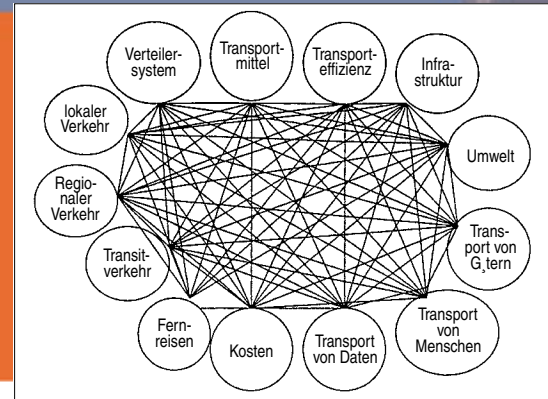 Verteiler-
system
Transport-
mittel
Transport-
effizienz
Infra-
struktur
lokaler
Verkehr
Umwelt
Regio-
naler
Verkehr
Trans-
port von
G¸tern
Transit-
verkehr
Fern-
reisen
Kosten
Transport
von Daten
Transport
von
Menschen